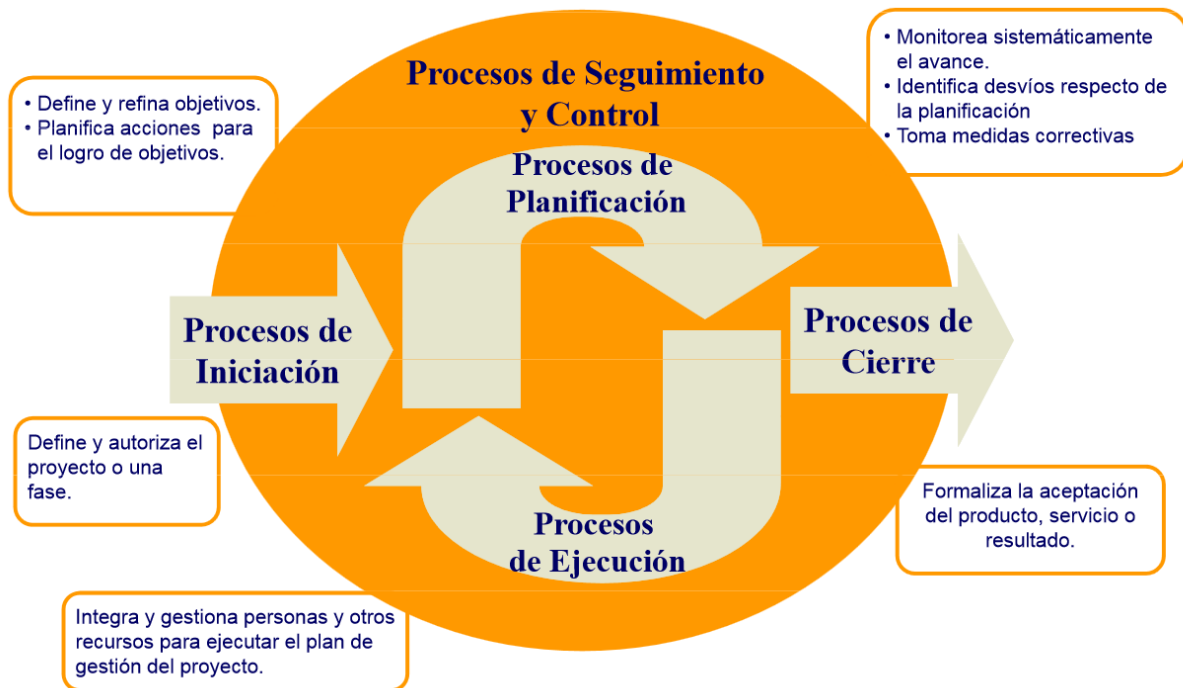 • Define y refina objetivos.
• Planifica acciones para
el logro de objetivos.
Procesos de Seguimiento
y Control
• Monitorea sistemáticamente
el avance.
• Identifica desvíos respecto de
la planificación
• Toma medidas correctivas
Procesos de
Planificación
Procesos de
Iniciación
Procesos de
Cierre
Define y autoriza el
proyecto o una
fase.
Procesos
de Ejecución
Formaliza la aceptación
del producto, servicio o
resultado.
Integra y gestiona personas y otros
recursos para ejecutar el plan de
gestión del proyecto.